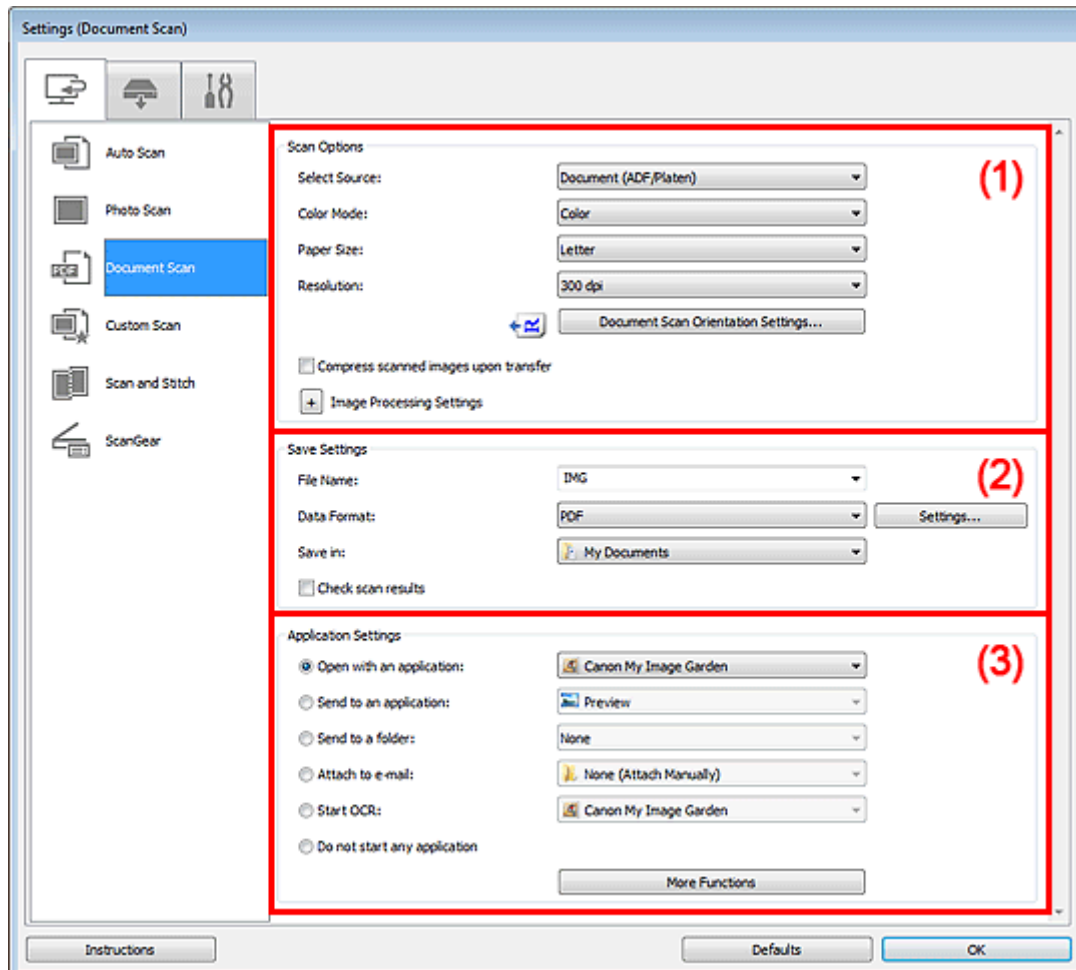 Settings (Document Scan)
Auto Scan
Photo Scan
PDF
Document Scan
Custom Scan
Scan and Stitch
ScanGear
Scan Options
(1)
Select Source: Document (ADF/Platen)
Color Mode: Color
Paper Size: Letter
Resolution: 300 dpi
R Document Scan Orientation Settings...
Compress scanned images upon transfer
+ Image Processing Settings
Save Settings
(2)
File Name: IMG
Data Format: PDF Settings...
Save in: My Documents
Check scan results
Application Settings
(3)
Open with an application: Canon My Image Garden
Send to an application: Preview
Send to a folder: None
Attach to e-mail: None (Attach Manually)
Start OCR: Canon My Image Garden
Do not start any application
More Functions
Instructions Defaults OK